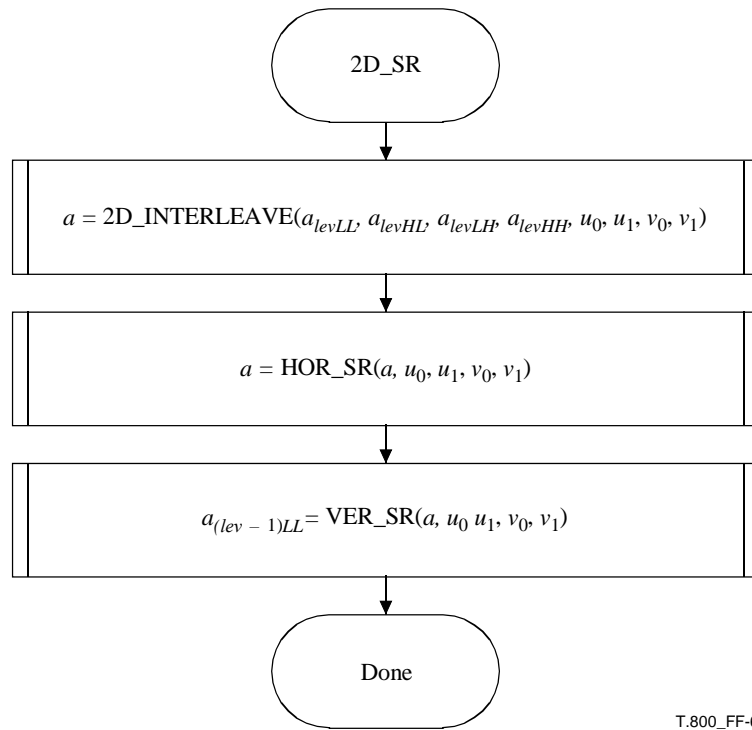 2D_SR
a = 2D_INTERLEAVE(a_levLL, a_levHL, a_levLH, a_levHH, u_0, u_1, v_0, v_1)
a = HOR_SR(a, u_0, u_1, v_0, v_1)
a_(lev – 1)LL= VER_SR(a, u_0 u_1, v_0, v_1)
Done